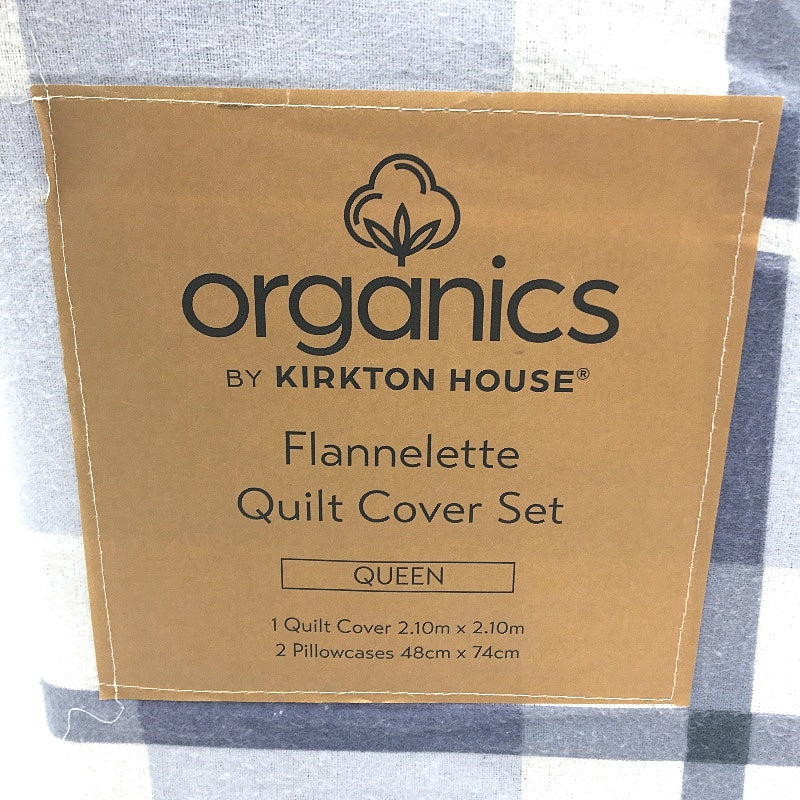 organics
BY KIRKTON HOUSE®
Flannelette
Quilt Cover Set
QUEEN
1 Quilt Cover 2.10m x 2.10m
2 Pillowcases 48cm x 74cm